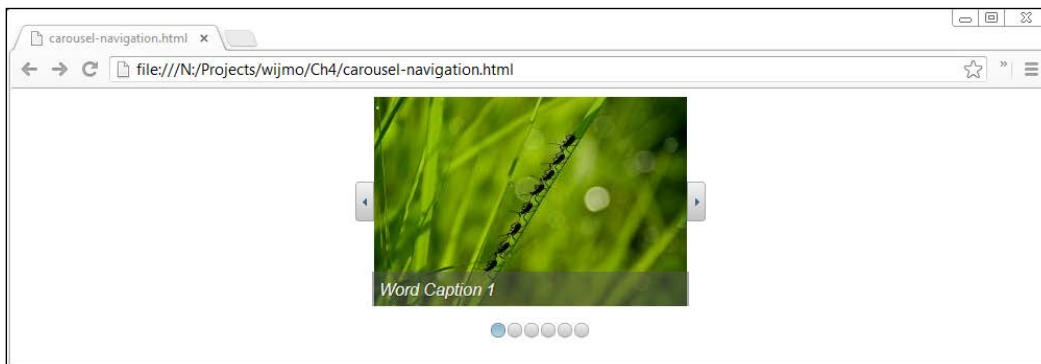 carousel-navigation.html
file:///N:/Projects/wijmo/Ch4/carousel-navigation.html
Word Caption 1